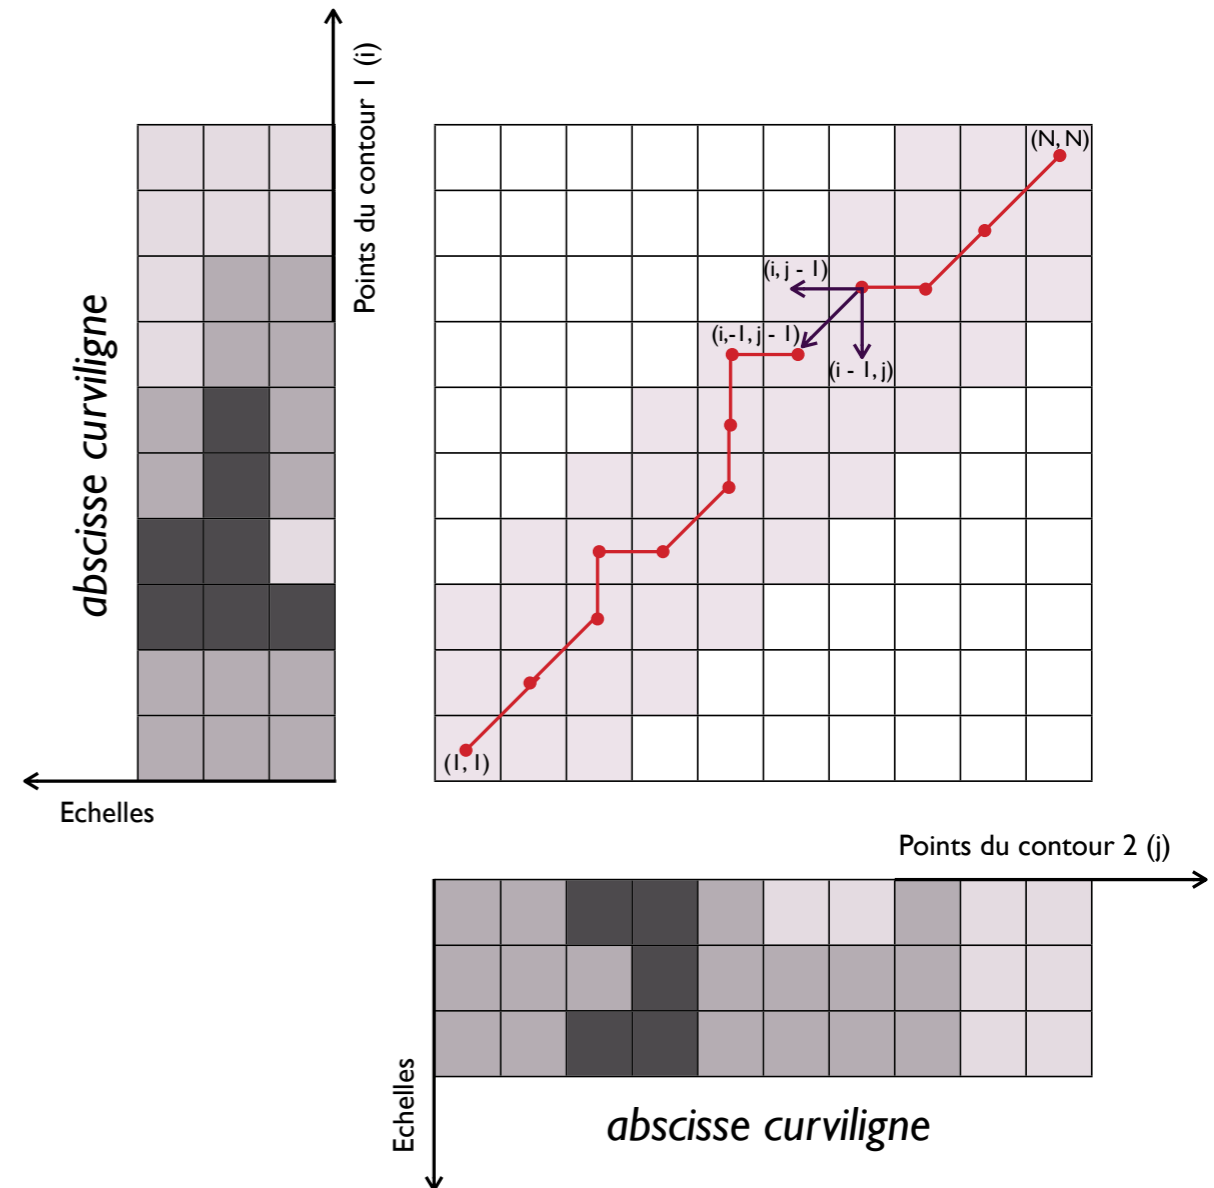 Points du contour 1 (i)
abscisse curviligne
Echelles
(N, N)
(i, j - 1)
(i,-1, j - 1)
(i - 1, j)
(1, 1)
Points du contour 2 (j)
Echelles
abscisse curviligne